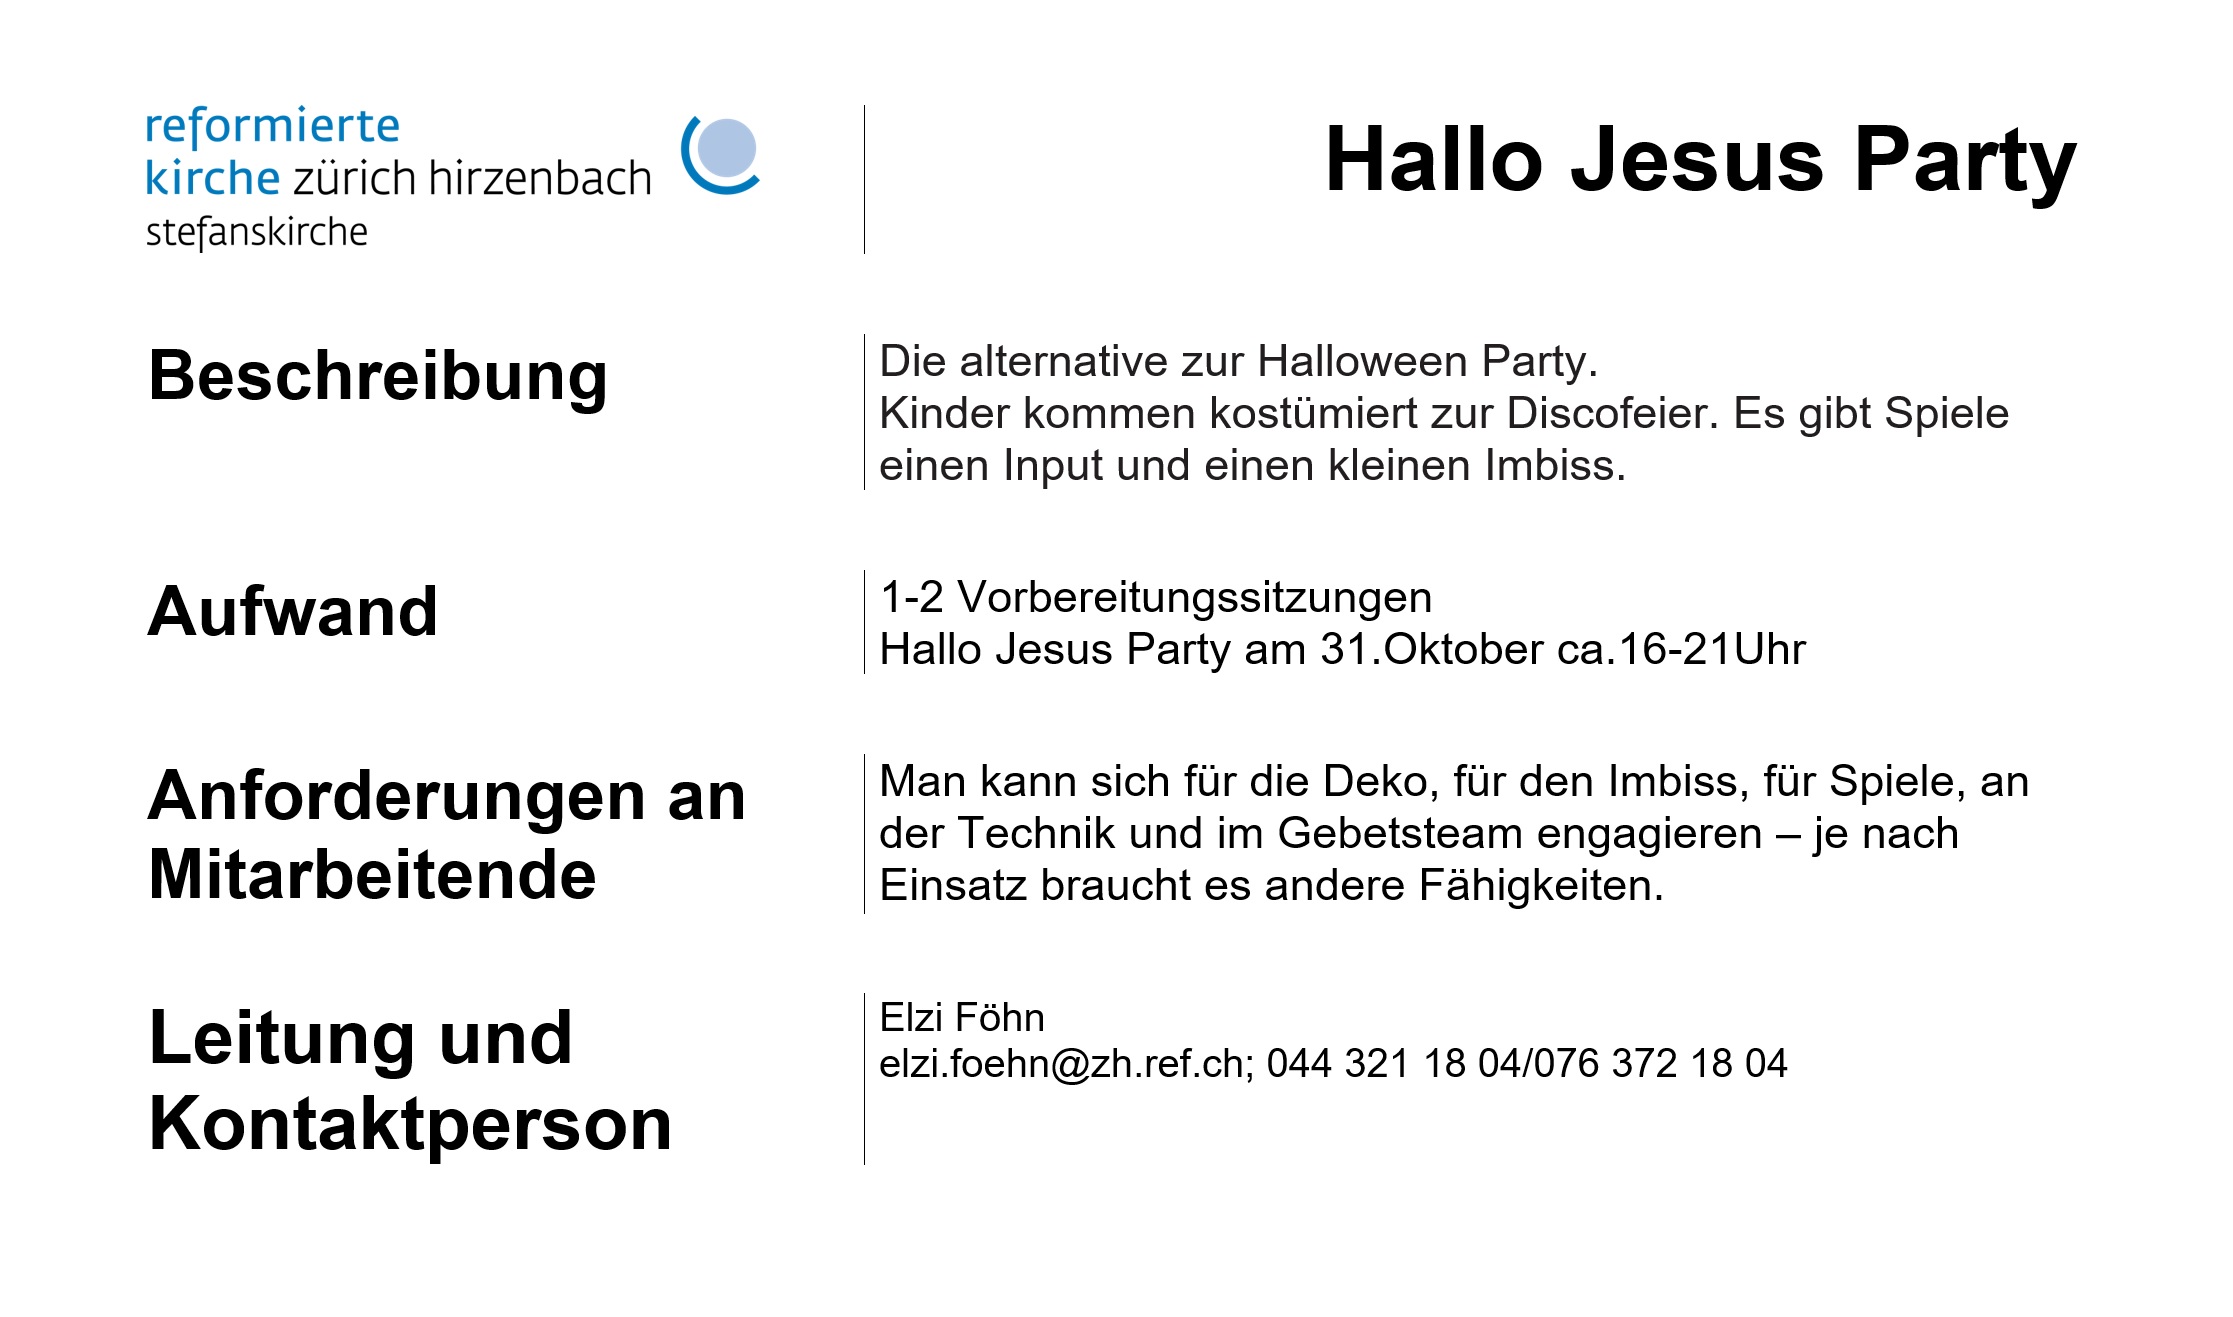 reformierte
kirche zürich hirzenbach
stefanskirche
Hallo Jesus Party
Beschreibung
Die alternative zur Halloween Party.
Kinder kommen kostümiert zur Discofeier. Es gibt Spiele
einen Input und einen kleinen Imbiss.
Aufwand
1-2 Vorbereitungssitzungen
Hallo Jesus Party am 31.Oktober ca.16-21Uhr
Anforderungen an
Mitarbeitende
Man kann sich für die Deko, für den Imbiss, für Spiele, an
der Technik und im Gebetsteam engagieren – je nach
Einsatz braucht es andere Fähigkeiten.
Leitung und
Kontaktperson
Elzi Föhn
elzi.foehn@zh.ref.ch; 044 321 18 04/076 372 18 04